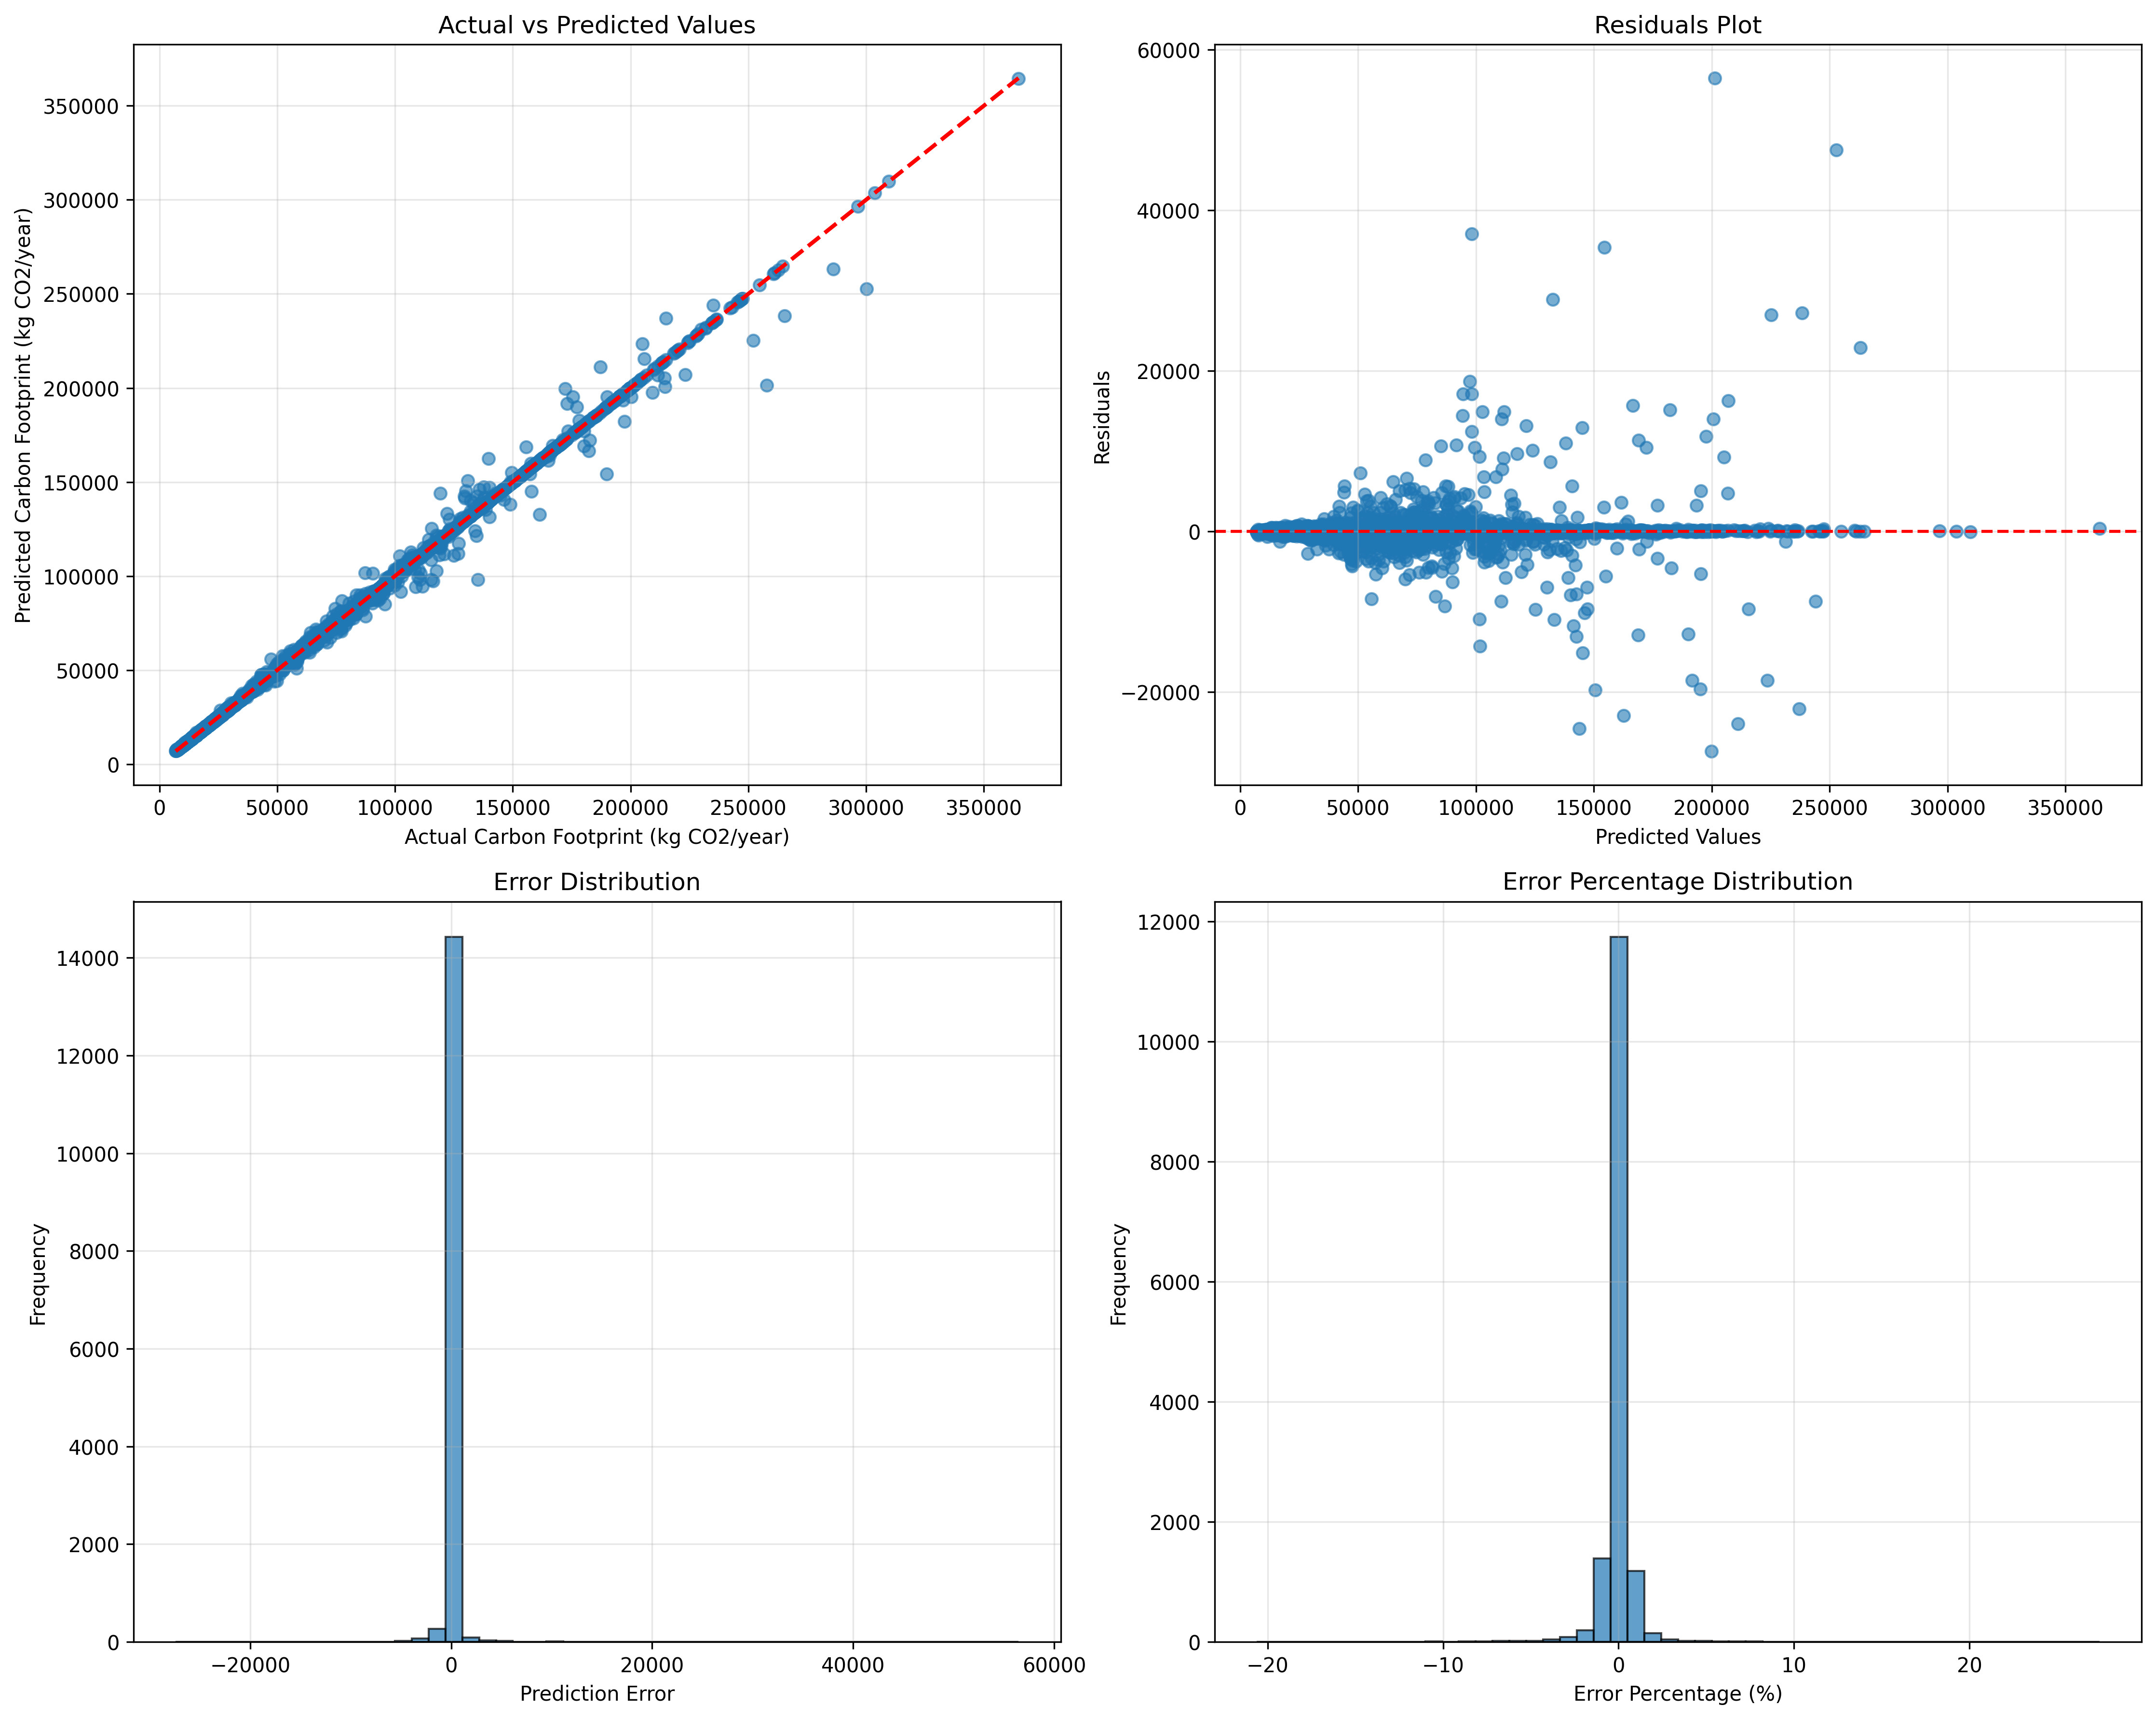 Actual vs Predicted Values
350000
300000
250000
200000
150000
100000
50000
0
Predicted Carbon Footprint (kg CO2/year)
0 50000 100000 150000 200000 250000 300000 350000
Actual Carbon Footprint (kg CO2/year)
Residuals Plot
60000
40000
20000
0
−20000
Residuals
0 50000 100000 150000 200000 250000 300000 350000
Predicted Values
Error Distribution
14000
12000
10000
8000
6000
4000
2000
0
Frequency
−20000 0 20000 40000 60000
Prediction Error
Error Percentage Distribution
12000
10000
8000
6000
4000
2000
0
Frequency
−20 −10 0 10 20
Error Percentage (%)